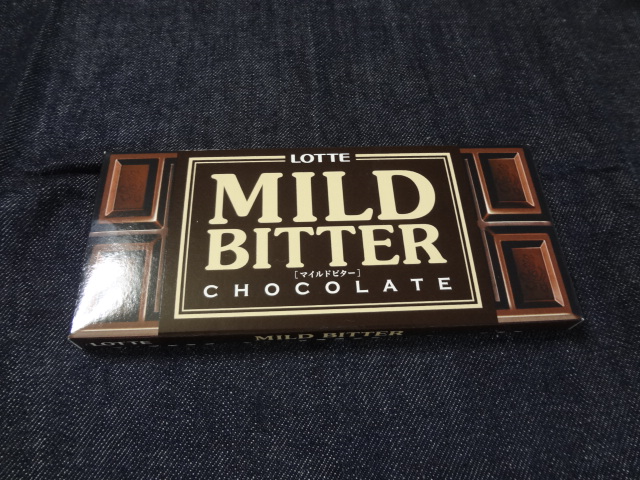 LOTTE
MILD
BITTER
[マイルドビター]
CHOCOLATE
LOTTE
MILD BITTER